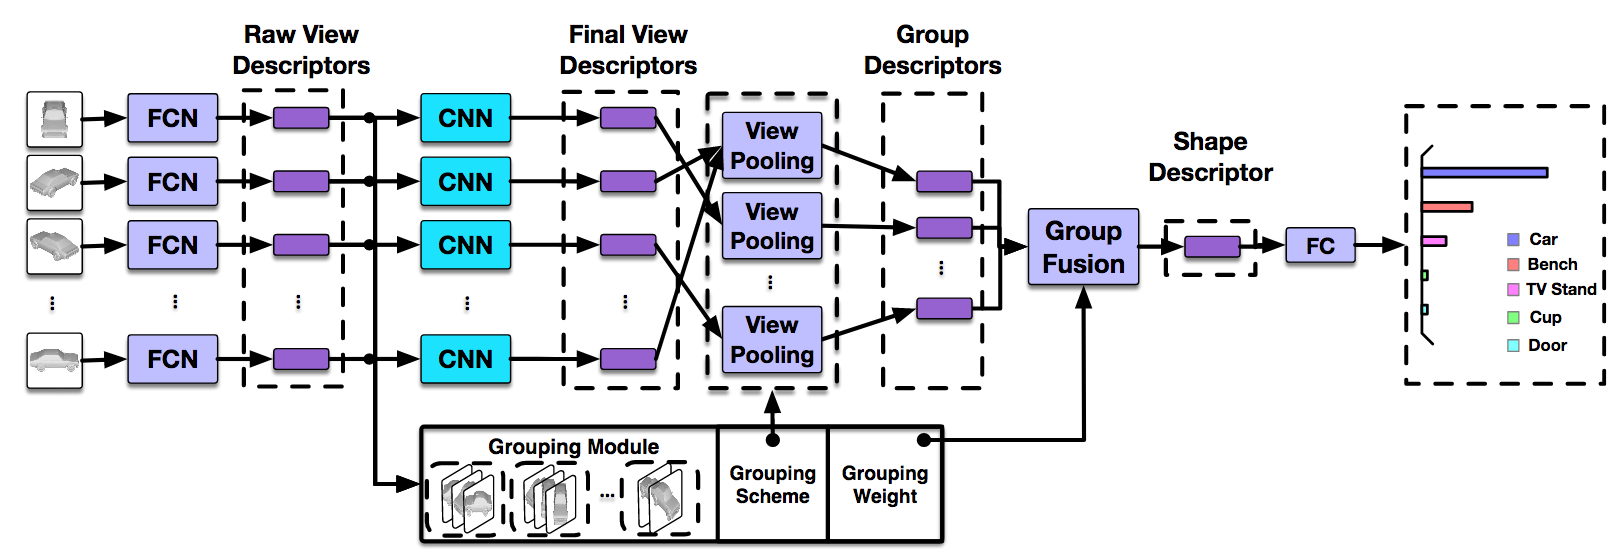 Raw View
Descriptors
Final View
Descriptors
Group
Descriptors
Shape
Descriptor
FCN
FCN
FCN
FCN
CNN
CNN
CNN
CNN
View
Pooling
View
Pooling
View
Pooling
Group
Fusion
FC
Car
Bench
TV Stand
Cup
Door
Grouping Module
...
Grouping
Scheme
Grouping
Weight